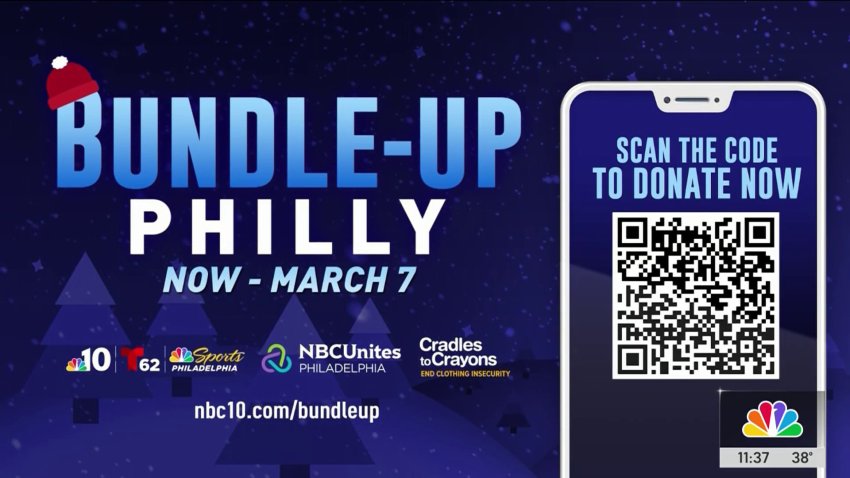 BUNDLE-UP
PHILLY
NOW - MARCH 7
10 T 62 Sports PHILADELPHIA
NBCUnites
PHILADELPHIA
Cradles
to Crayons
END CLOTHING INSECURITY
nbc10.com/bundleup
SCAN THE CODE
TO DONATE NOW
11:37 38°